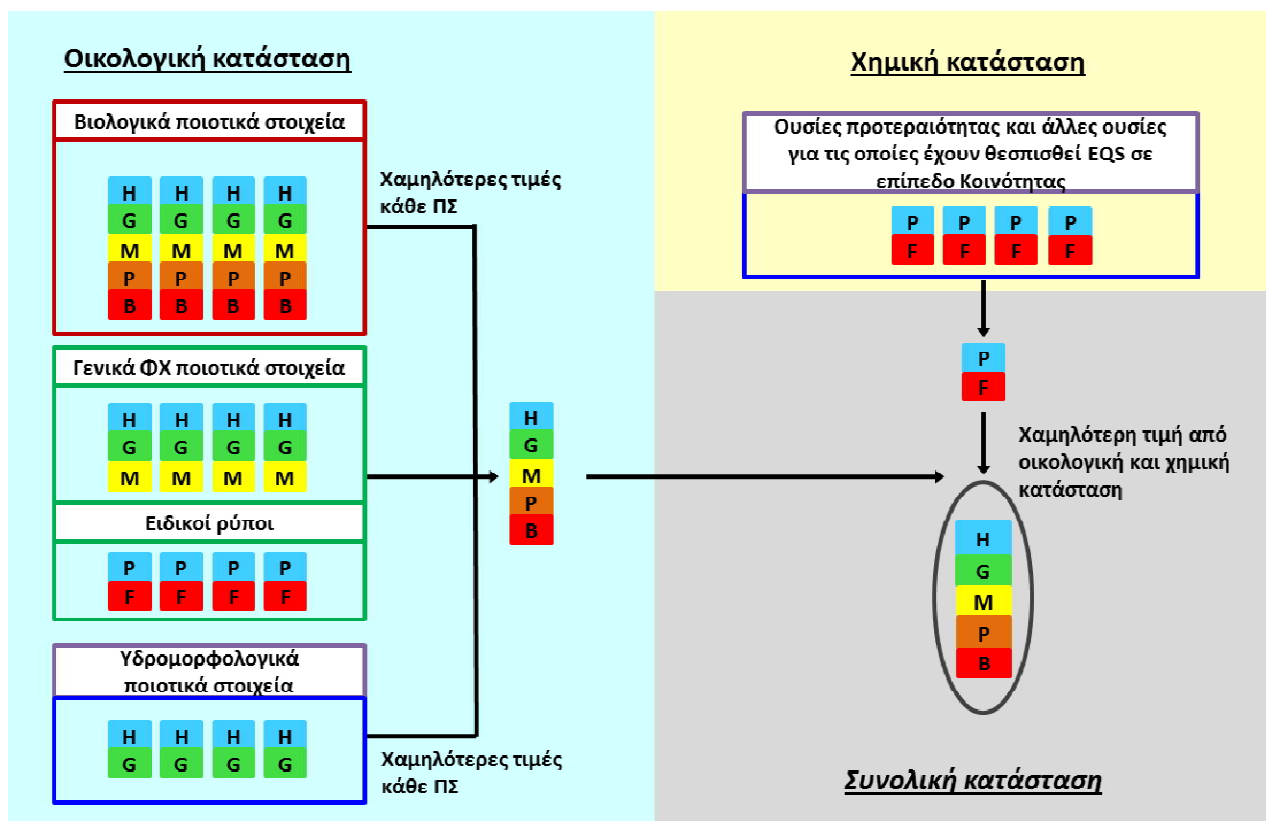 Οικολογική κατάσταση
Βιολογικά ποιοτικά στοιχεία
H H H H
G G G G
M M M M
P P P P
B B B B
Χαμηλότερες τιμές
κάθε ΠΣ
Γενικά ΦΧ ποιοτικά στοιχεία
H H H H
G G G G
M M M M
Ειδικοί ρύποι
P P P P
F F F F
Υδρομορφολογικά
ποιοτικά στοιχεία
H H H H
G G G G
Χαμηλότερες τιμές
κάθε ΠΣ
H
G
M
P
B
Χημική κατάσταση
Ουσίες προτεραιότητας και άλλες ουσίες
για τις οποίες έχουν θεσπισθεί EQS σε
επίπεδο Κοινότητας
P P P P
F F F F
P
F
Χαμηλότερη τιμή από
οικολογική και χημική
κατάσταση
H
G
M
P
B
Συνολική κατάσταση